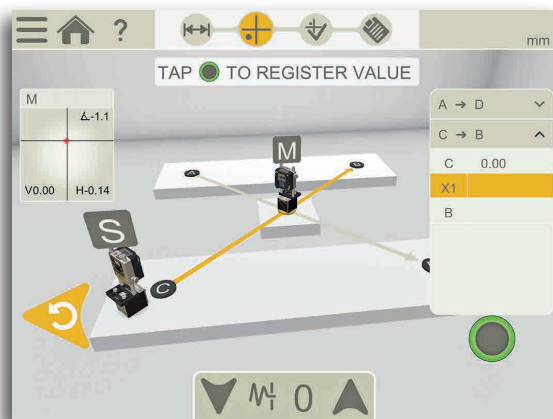 ?
mm
TAP TO REGISTER VALUE
M
∡-1.1
V0.00 H-0.14
A → D
C → B
C 0.00
X1
B
M
S
A
B
C
0